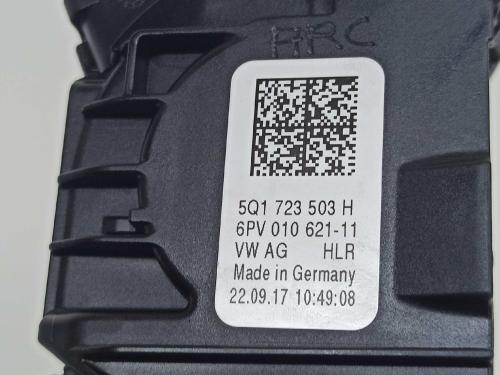 ARC
5Q1 723 503 H
6PV 010 621-11
VW AG HLR
Made in Germany
22.09.17 10:49:08